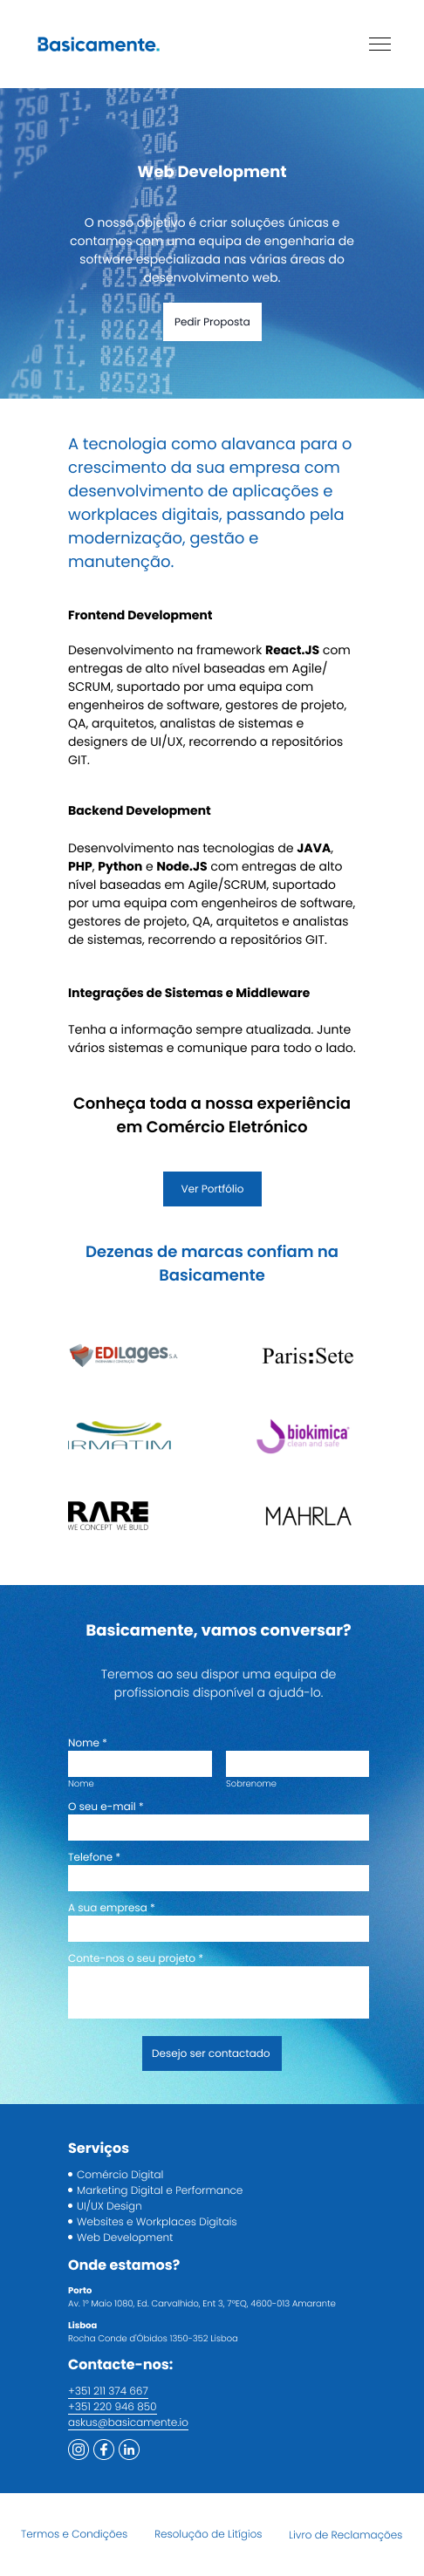 Basicamente.
Web Development
O nosso objetivo é criar soluções únicas e
contamos com uma equipa de engenharia de
software especializada nas várias áreas do
desenvolvimento web.
Pedir Proposta
750 Ti, 826247
750 Ti, 825231
A tecnologia como alavanca para o
crescimento da sua empresa com
desenvolvimento de aplicações e
workplaces digitais, passando pela
modernização, gestão e
manutenção.
Frontend Development
Desenvolvimento na framework React.JS com
entregas de alto nível baseadas em Agile/
SCRUM, suportado por uma equipa com
engenheiros de software, gestores de projeto,
QA, arquitetos, analistas de sistemas e
designers de UI/UX, recorrendo a repositórios
GIT.
Backend Development
Desenvolvimento nas tecnologias de JAVA,
PHP, Python e Node.JS com entregas de alto
nível baseadas em Agile/SCRUM, suportado
por uma equipa com engenheiros de software,
gestores de projeto, QA, arquitetos e analistas
de sistemas, recorrendo a repositórios GIT.
Integrações de Sistemas e Middleware
Tenha a informação sempre atualizada. Junte
vários sistemas e comunique para todo o lado.
Conheça toda a nossa experiência
em Comércio Eletrónico
Ver Portfólio
Dezenas de marcas confiam na
Basicamente
EDILages S.A.
Paris:Sete
IRMATIM
biokimica
clean and safe
RARE
WE CONCEPT WE BUILD
MAHRLA
Basicamente, vamos conversar?
Teremos ao seu dispor uma equipa de
profissionais disponível a ajudá-lo.
Nome *
Nome Sobrenome
O seu e-mail *
Telefone *
A sua empresa *
Conte-nos o seu projeto *
Desejo ser contactado
Serviços
Comércio Digital
Marketing Digital e Performance
UI/UX Design
Websites e Workplaces Digitais
Web Development
Onde estamos?
Porto
Av. 1º Maio 1080, Ed. Carvalhido, Ent 3, 7ºEQ, 4600-013 Amarante
Lisboa
Rocha Conde d'Óbidos 1350-352 Lisboa
Contacte-nos:
+351 211 374 667
+351 220 946 850
askus@basicamente.io
Termos e Condições Resolução de Litígios Livro de Reclamações